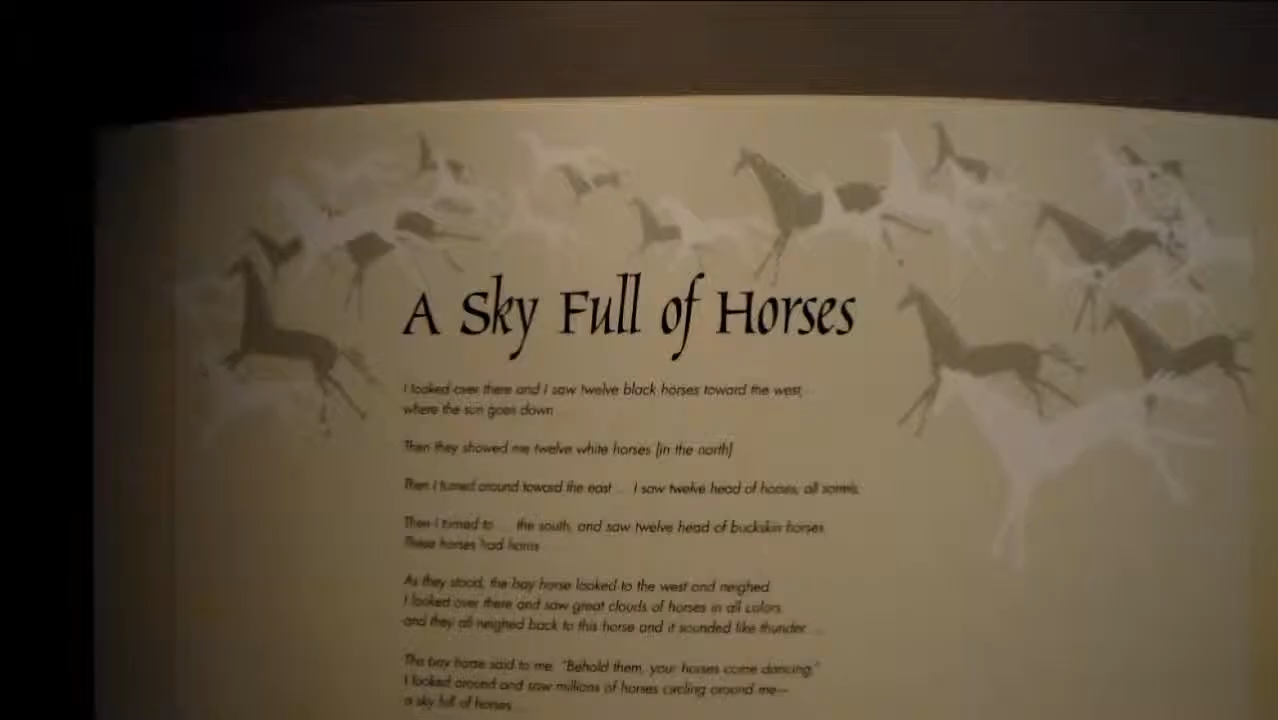 A Sky Full of Horses
I looked over there and I saw twelve black horses toward the west,
where the sun goes down
Then they showed me twelve white horses [in the north]
Then I turned around toward the east ... I saw twelve head of horses, all sorrels.
Then I turned to ... the south, and saw twelve head of buckskin horses
These horses had horns
As they stood, the bay horse looked to the west and neighed.
I looked over there and saw great clouds of horses in all colors
and they all neighed back to this horse and it sounded like thunder ...
The bay horse said to me, "Behold them, your horses come dancing."
I looked around and saw millions of horses circling around me—
a sky full of horses